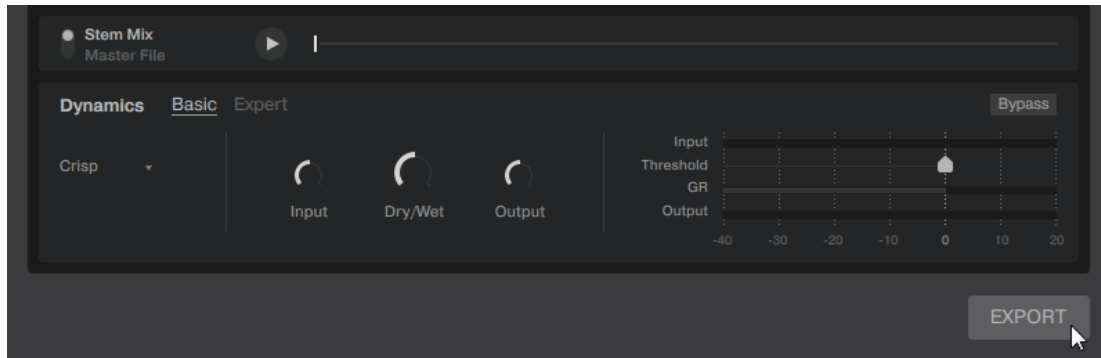 Stem Mix
Master File
Dynamics Basic Expert
Bypass
Crisp
Input Dry/Wet Output
Input
Threshold
GR
Output
-40 -30 -20 -10 0 10 20
EXPORT